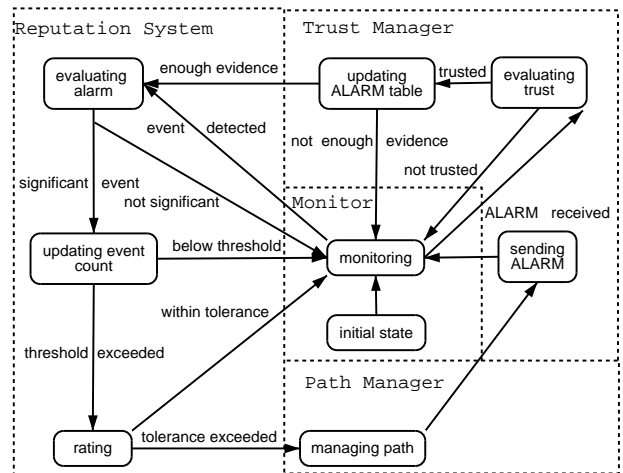 Reputation System
Trust Manager
evaluating
alarm
enough evidence
updating
ALARM table
trusted
evaluating
trust
event detected
not enough evidence
not trusted
significant event
not significant
Monitor
ALARM received
updating event
count
below threshold
monitoring
sending
ALARM
within tolerance
initial state
threshold exceeded
Path Manager
rating
tolerance exceeded
managing path